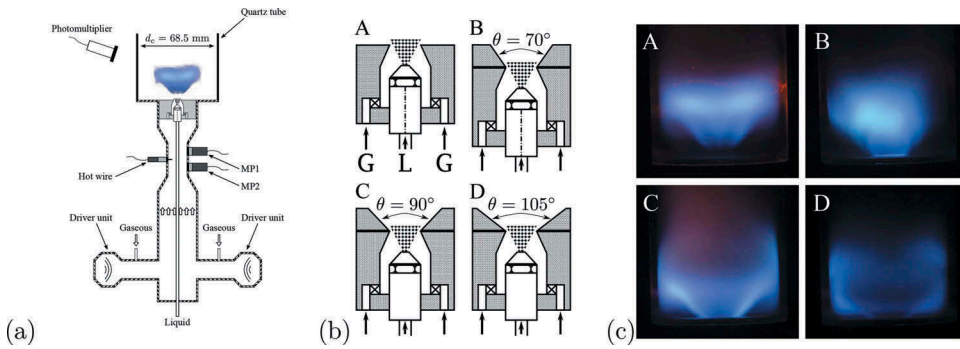 Photomultiplier
Quartz tube
d_c = 68.5 mm
Hot wire
MP1
MP2
Driver unit
Gaseous
Gaseous
Driver unit
Liquid
(a)
A
B
θ = 70°
G
L
G
C
θ = 90°
D
θ = 105°
(b)
A
B
C
D
(c)